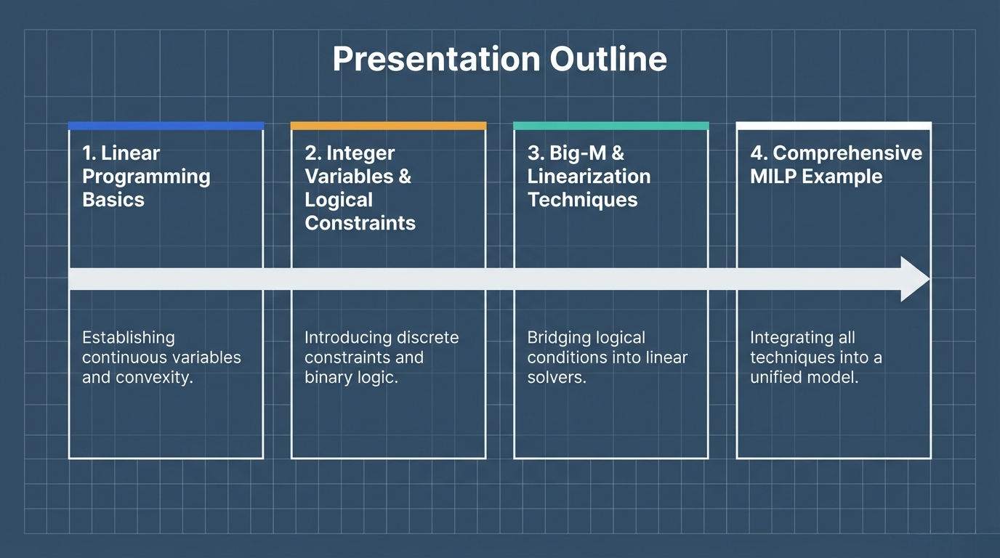 Presentation Outline
1. Linear
Programming
Basics
Establishing
continuous variables
and convexity.
2. Integer
Variables &
Logical
Constraints
Introducing discrete
constraints and
binary logic.
3. Big-M &
Linearization
Techniques
Bridging logical
conditions into linear
solvers.
4. Comprehensive
MILP Example
Integrating all
techniques into a
unified model.